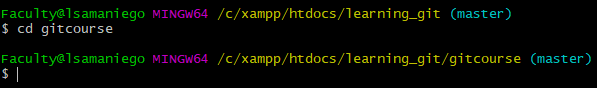 Faculty@lsamaniego MINGW64 /c/xampp/htdocs/learning_git (master)
$ cd gitcourse
Faculty@lsamaniego MINGW64 /c/xampp/htdocs/learning_git/gitcourse (master)
$